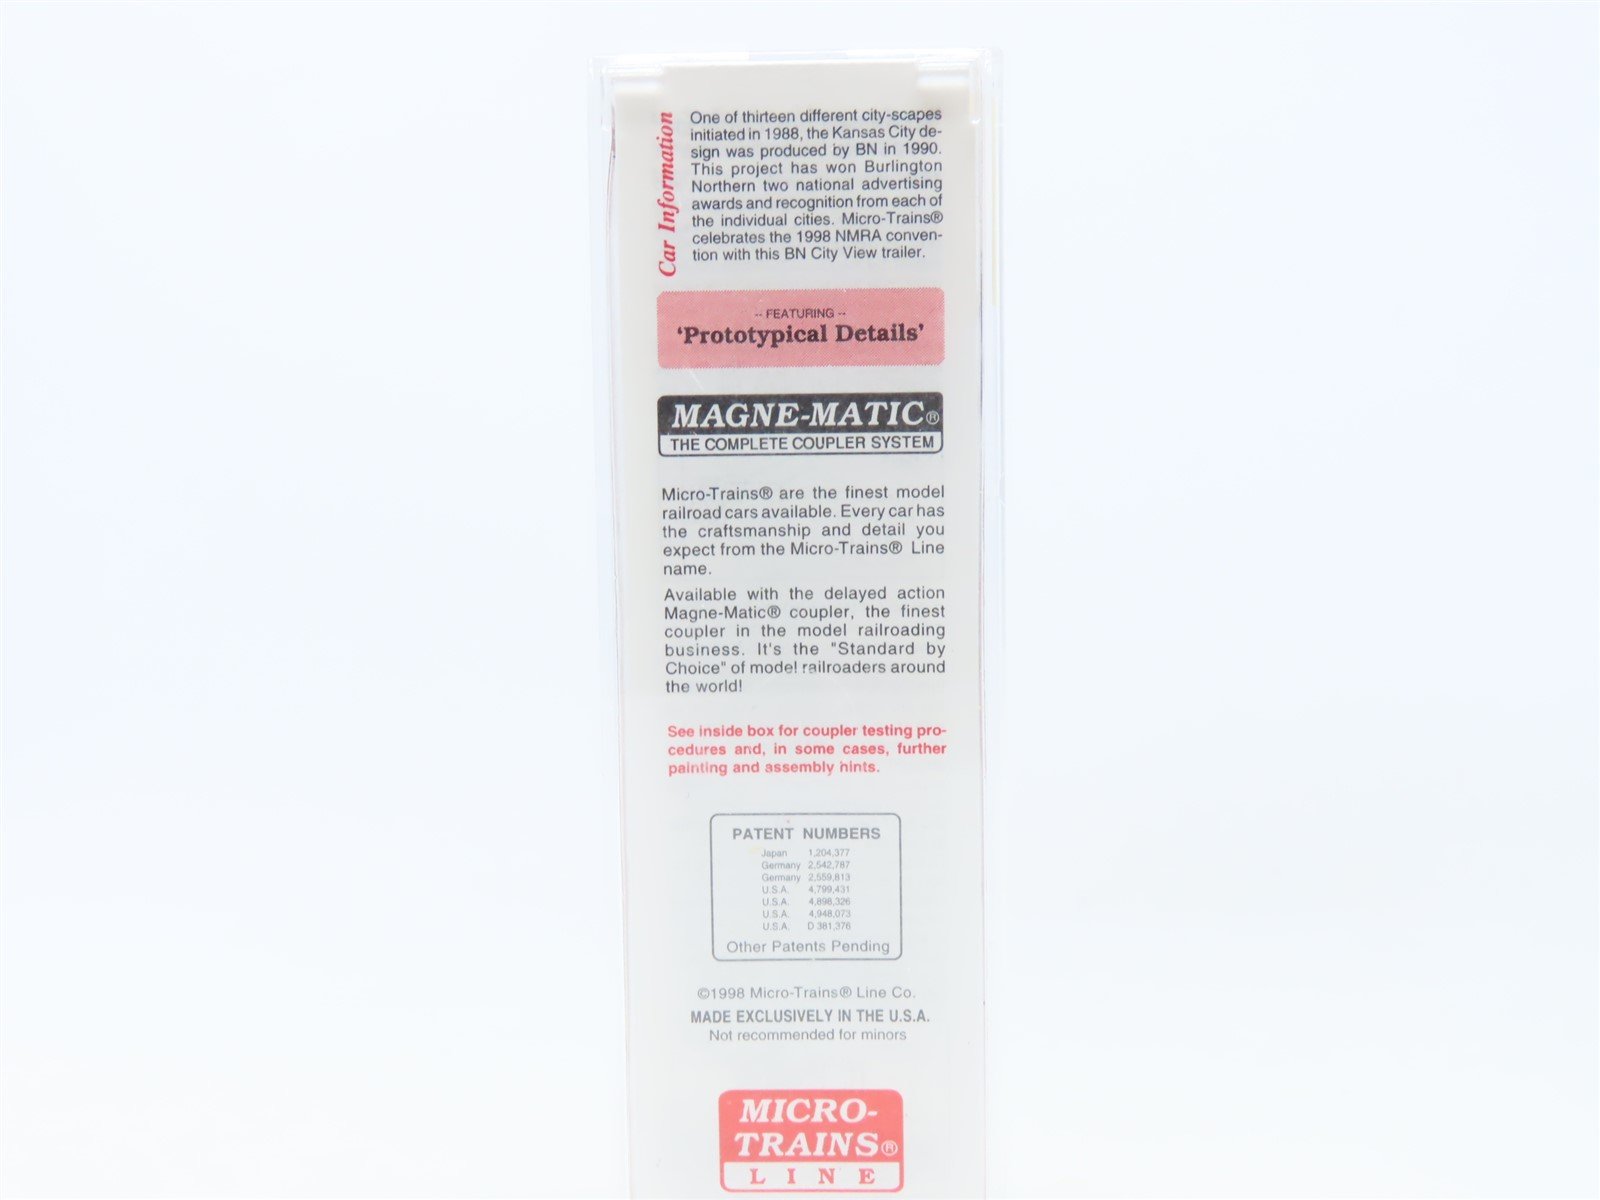 Car Information
One of thirteen different city-scapes
initiated in 1988, the Kansas City de-
sign was produced by BN in 1990.
This project has won Burlington
Northern two national advertising
awards and recognition from each of
the individual cities. Micro-Trains®
celebrates the 1998 NMRA conven-
tion with this BN City View trailer.
-- FEATURING --
'Prototypical Details'
MAGNE-MATIC®
THE COMPLETE COUPLER SYSTEM
Micro-Trains® are the finest model
railroad cars available. Every car has
the craftsmanship and detail you
expect from the Micro-Trains® Line
name.
Available with the delayed action
Magne-Matic® coupler, the finest
coupler in the model railroading
business. It's the "Standard by
Choice" of model railroaders around
the world!
See inside box for coupler testing pro-
cedures and, in some cases, further
painting and assembly hints.
PATENT NUMBERS
Japan 1,204,377
Germany 2,542,787
Germany 2,559,813
U.S.A. 4,799,431
U.S.A. 4,898,326
U.S.A. 4,948,073
U.S.A. D 381,376
Other Patents Pending
©1998 Micro-Trains® Line Co.
MADE EXCLUSIVELY IN THE U.S.A.
Not recommended for minors
MICRO-
TRAINS®
LINE